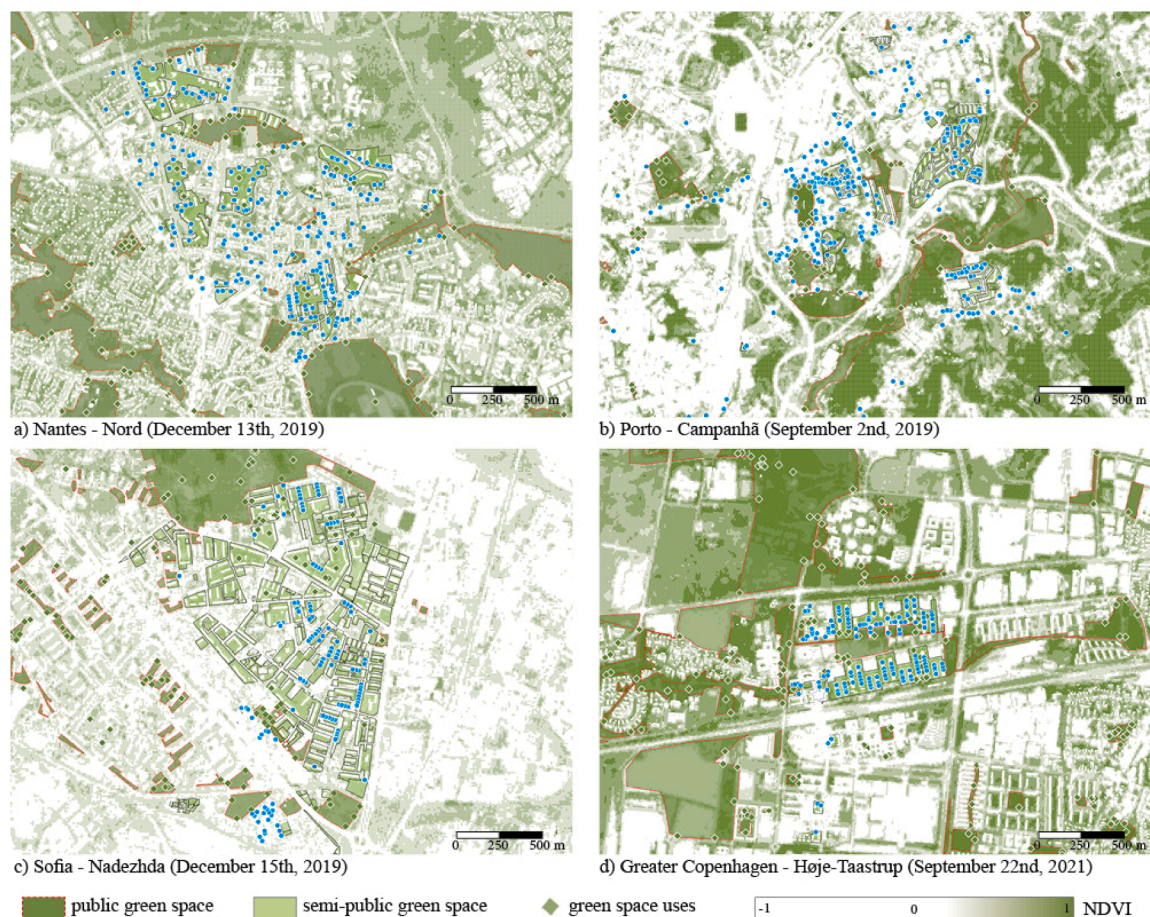 0 250 500 m
0 250 500 m
a) Nantes - Nord (December 13th, 2019)
b) Porto - Campanhã (September 2nd, 2019)
0 250 500 m
0 250 500 m
c) Sofia - Nadezhda (December 15th, 2019)
d) Greater Copenhagen - Høje-Taastrup (September 22nd, 2021)
public green space
semi-public green space
green space uses
-1 0 1 NDVI